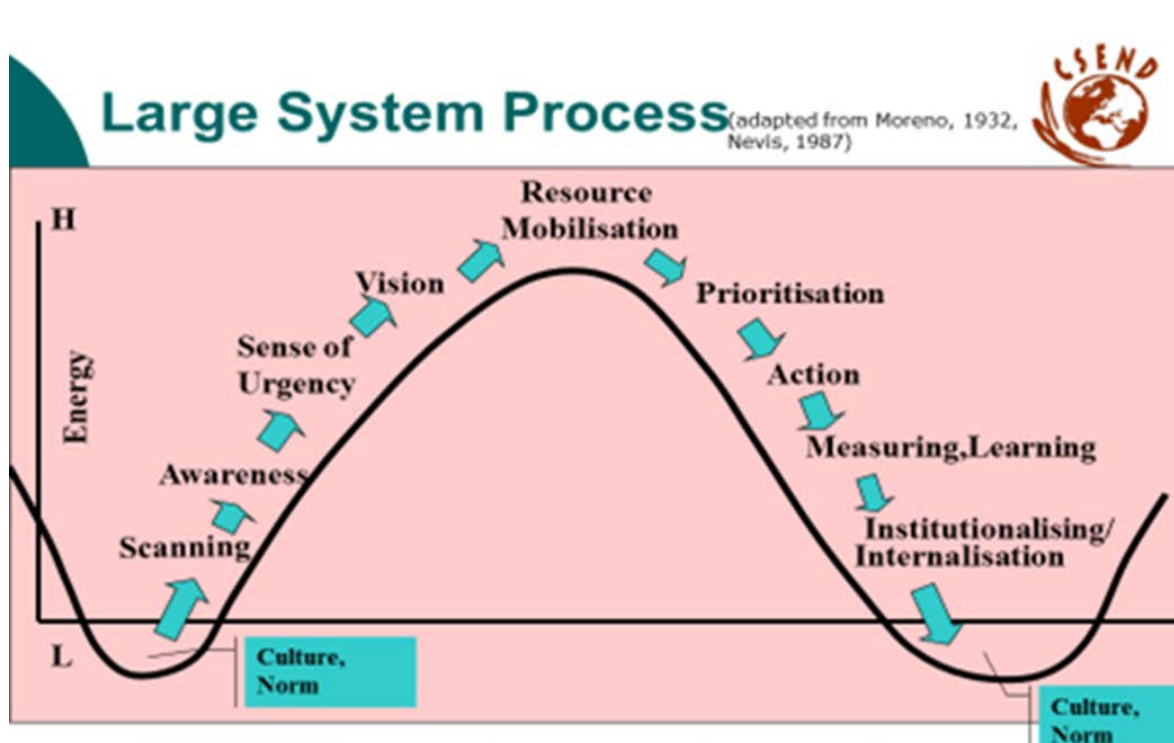 Large System Process
(adapted from Moreno, 1932,
Nevis, 1987)
CSEND
H
Resource
Mobilisation
Vision
Prioritisation
Sense of
Urgency
Energy
Action
Awareness
Measuring,Learning
Scanning
Institutionalising/
Internalisation
L
Culture,
Norm
Culture,
Norm